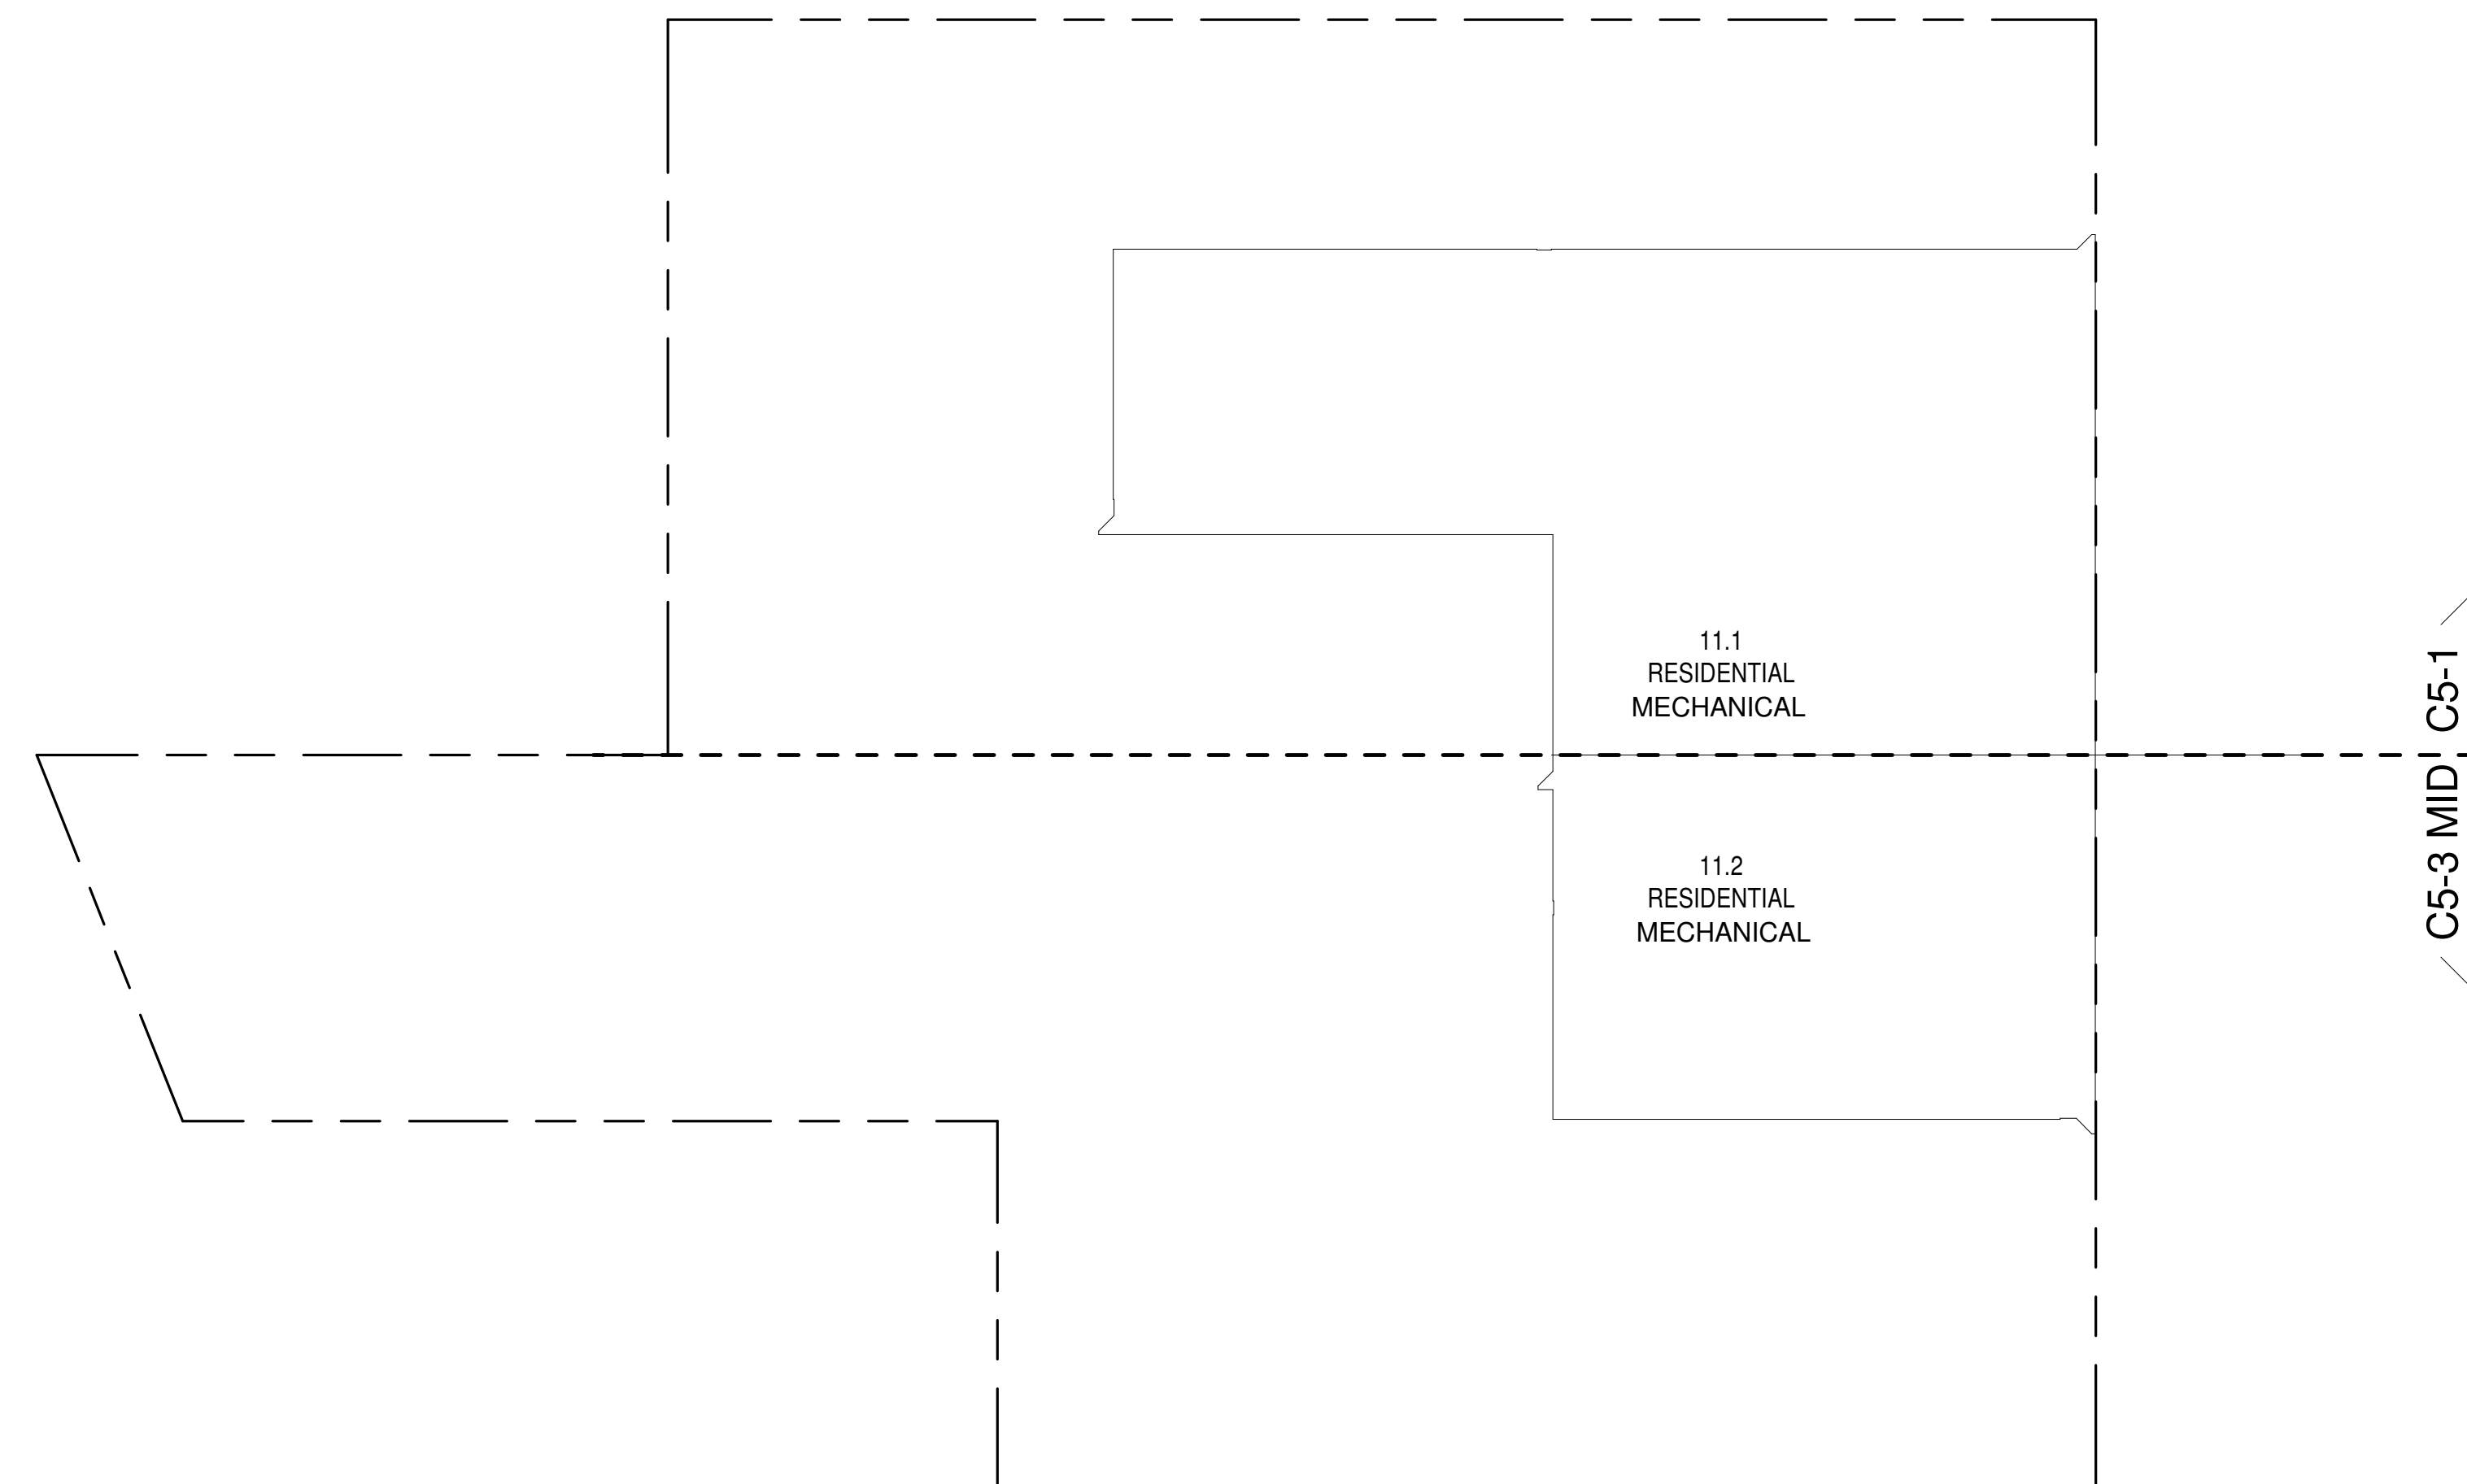 11.1
RESIDENTIAL
MECHANICAL
11.2
RESIDENTIAL
MECHANICAL
C5-3 MID
C5-1